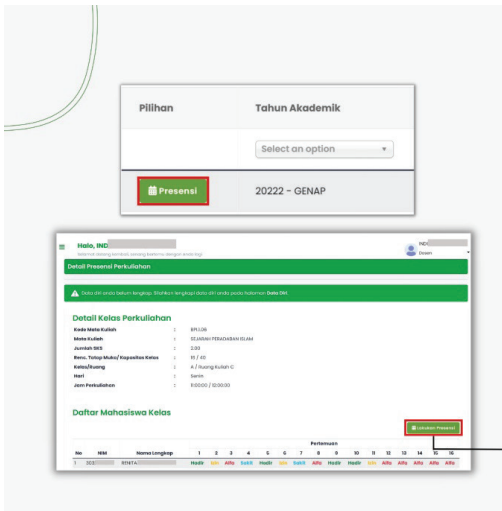 Pilihan Tahun Akademik
Select an option
Presensi 20222 - GENAP
Halo, IND
Detail Presensi Perkuliahan
Data diri anda belum lengkap. Silahkan lengkapi data diri anda pada halaman Data Diri.
Detail Kelas Perkuliahan
Kode Mata Kuliah :
Mata Kuliah : SEJARAH PERADABAN ISLAM
Jumlah SKS : 2.00
Renc. Tatap Muka/ Kapasitas Kelas : 16 / 40
Kelas/Ruang : A / Ruang Kuliah C
Hari : Senin
Jam Perkuliahan : 11:00:00 / 12:00:00
Daftar Mahasiswa Kelas
Lakukan Presensi
Pertemuan
No NIM Nama Lengkap 1 2 3 4 5 6 7 8 9 10 11 12 13 14 15 16
1 Hadir Izin Alfa Sakit Hadir Izin Sakit Alfa Hadir Hadir Izin Alfa Alfa Alfa Alfa Alfa